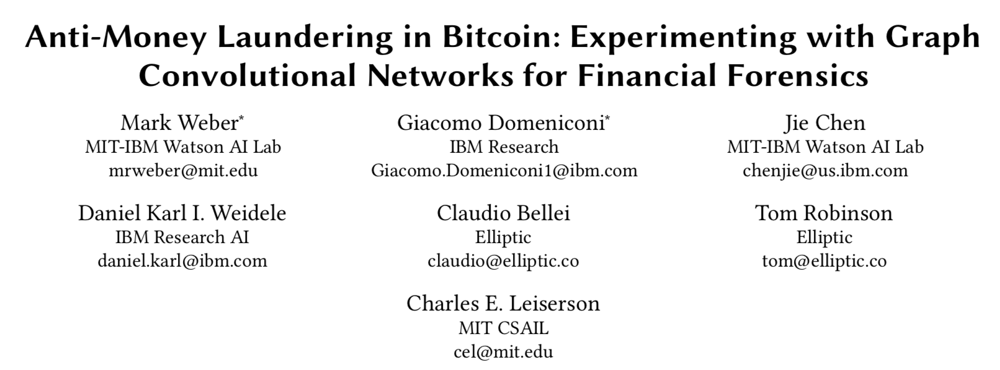 Anti-Money Laundering in Bitcoin: Experimenting with Graph
Convolutional Networks for Financial Forensics
Mark Weber*
MIT-IBM Watson AI Lab
mrweber@mit.edu
Giacomo Domeniconi*
IBM Research
Giacomo.Domeniconi1@ibm.com
Jie Chen
MIT-IBM Watson AI Lab
chenjie@us.ibm.com
Daniel Karl I. Weidele
IBM Research AI
daniel.karl@ibm.com
Claudio Bellei
Elliptic
claudio@elliptic.co
Tom Robinson
Elliptic
tom@elliptic.co
Charles E. Leiserson
MIT CSAIL
cel@mit.edu